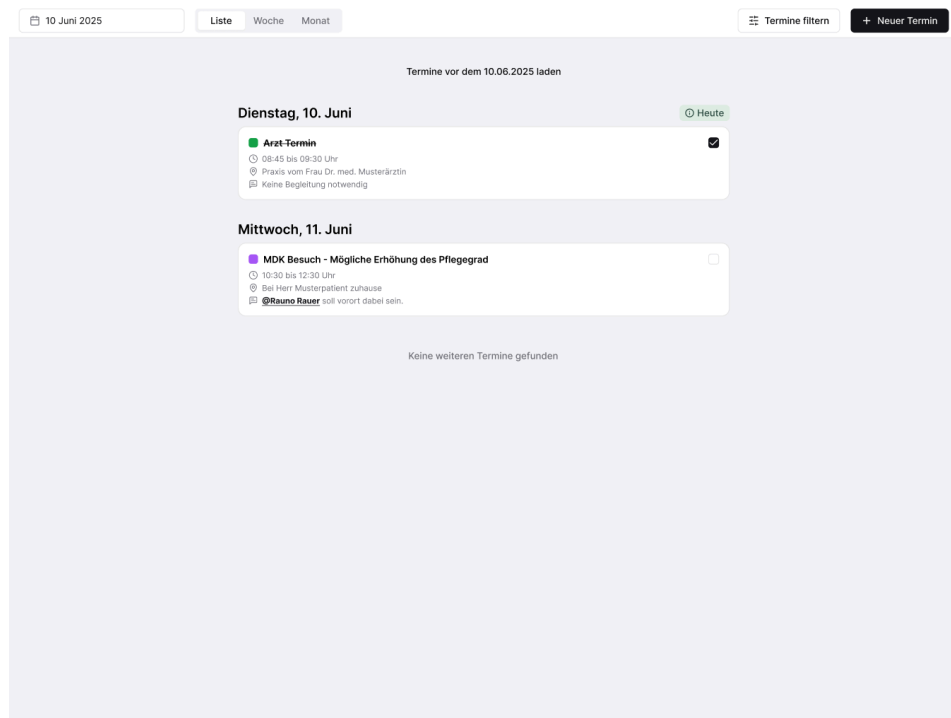 10 Juni 2025
Liste Woche Monat
Termine filtern
+ Neuer Termin
Termine vor dem 10.06.2025 laden
Dienstag, 10. Juni
Heute
Arzt Termin
08:45 bis 09:30 Uhr
Praxis vom Frau Dr. med. Musterärztin
Keine Begleitung notwendig
Mittwoch, 11. Juni
MDK Besuch - Mögliche Erhöhung des Pflegegrad
10:30 bis 12:30 Uhr
Bei Herr Musterpatient zuhause
@Rauno Rauer soll vorort dabei sein.
Keine weiteren Termine gefunden